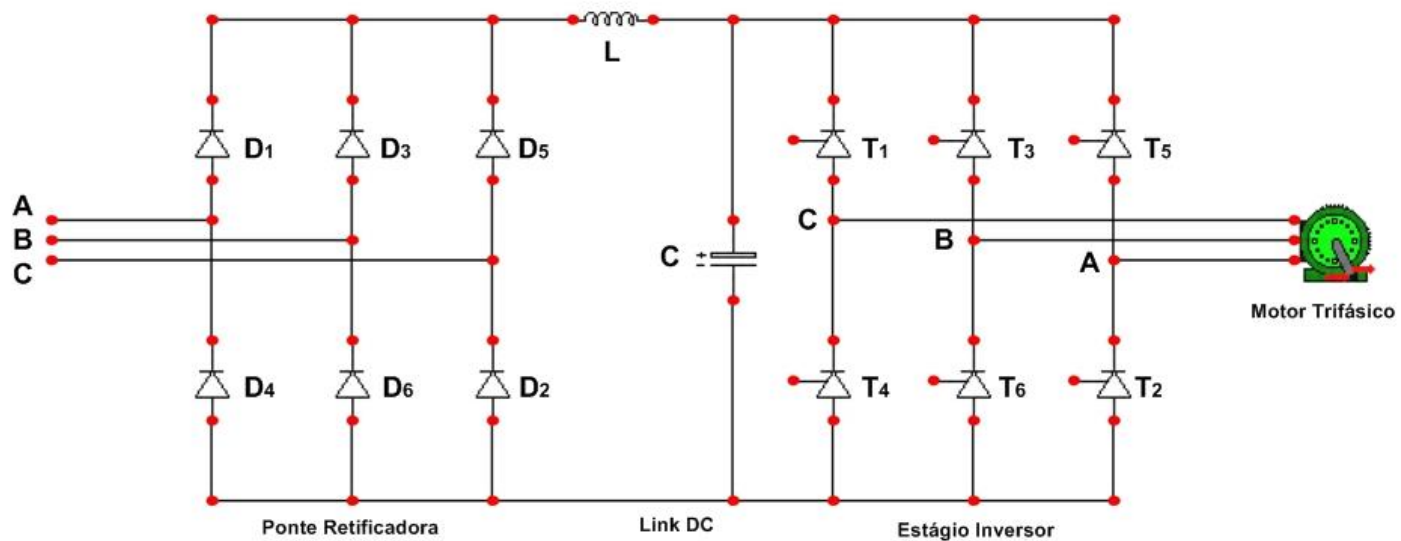 L
D1
D3
D5
T1
T3
T5
A
B
C
C
B
A
C
+
−
Motor Trifásico
D4
D6
D2
T4
T6
T2
Ponte Retificadora
Link DC
Estágio Inversor